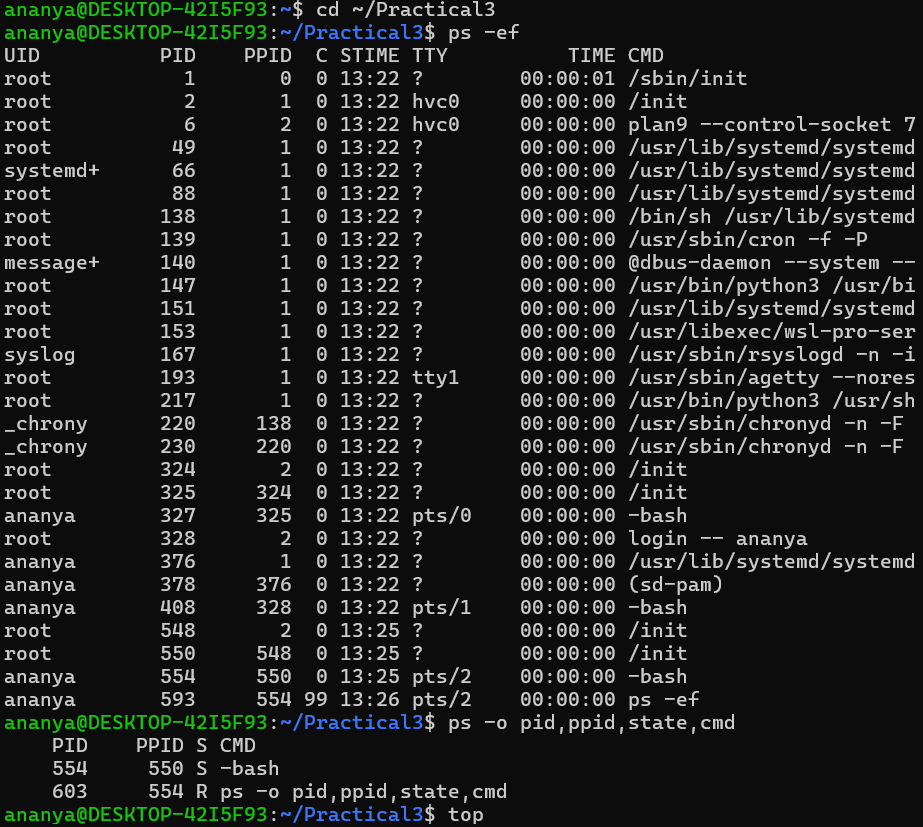 ananya@DESKTOP-42I5F93:~$ cd ~/Practical3
ananya@DESKTOP-42I5F93:~/Practical3$ ps -ef
UID          PID    PPID  C STIME TTY          TIME CMD
root           1       0  0 13:22 ?        00:00:01 /sbin/init
root           2       1  0 13:22 hvc0     00:00:00 /init
root           6       2  0 13:22 hvc0     00:00:00 plan9 --control-socket 7
root          49       1  0 13:22 ?        00:00:00 /usr/lib/systemd/systemd
systemd+      66       1  0 13:22 ?        00:00:00 /usr/lib/systemd/systemd
root          88       1  0 13:22 ?        00:00:00 /usr/lib/systemd/systemd
root         138       1  0 13:22 ?        00:00:00 /bin/sh /usr/lib/systemd
root         139       1  0 13:22 ?        00:00:00 /usr/sbin/cron -f -P
message+     140       1  0 13:22 ?        00:00:00 @dbus-daemon --system --
root         147       1  0 13:22 ?        00:00:00 /usr/bin/python3 /usr/bi
root         151       1  0 13:22 ?        00:00:00 /usr/lib/systemd/systemd
root         153       1  0 13:22 ?        00:00:00 /usr/libexec/wsl-pro-ser
syslog       167       1  0 13:22 ?        00:00:00 /usr/sbin/rsyslogd -n -i
root         193       1  0 13:22 tty1     00:00:00 /usr/sbin/agetty --nores
root         217       1  0 13:22 ?        00:00:00 /usr/bin/python3 /usr/sh
_chrony      220     138  0 13:22 ?        00:00:00 /usr/sbin/chronyd -n -F
_chrony      230     220  0 13:22 ?        00:00:00 /usr/sbin/chronyd -n -F
root         324       2  0 13:22 ?        00:00:00 /init
root         325     324  0 13:22 ?        00:00:00 /init
ananya       327     325  0 13:22 pts/0    00:00:00 -bash
root         328       2  0 13:22 ?        00:00:00 login -- ananya
ananya       376       1  0 13:22 ?        00:00:00 /usr/lib/systemd/systemd
ananya       378     376  0 13:22 ?        00:00:00 (sd-pam)
ananya       408     328  0 13:22 pts/1    00:00:00 -bash
root         548       2  0 13:25 ?        00:00:00 /init
root         550     548  0 13:25 ?        00:00:00 /init
ananya       554     550  0 13:25 pts/2    00:00:00 -bash
ananya       593     554 99 13:26 pts/2    00:00:00 ps -ef
ananya@DESKTOP-42I5F93:~/Practical3$ ps -o pid,ppid,state,cmd
    PID    PPID S CMD
    554     550 S -bash
    603     554 R ps -o pid,ppid,state,cmd
ananya@DESKTOP-42I5F93:~/Practical3$ top